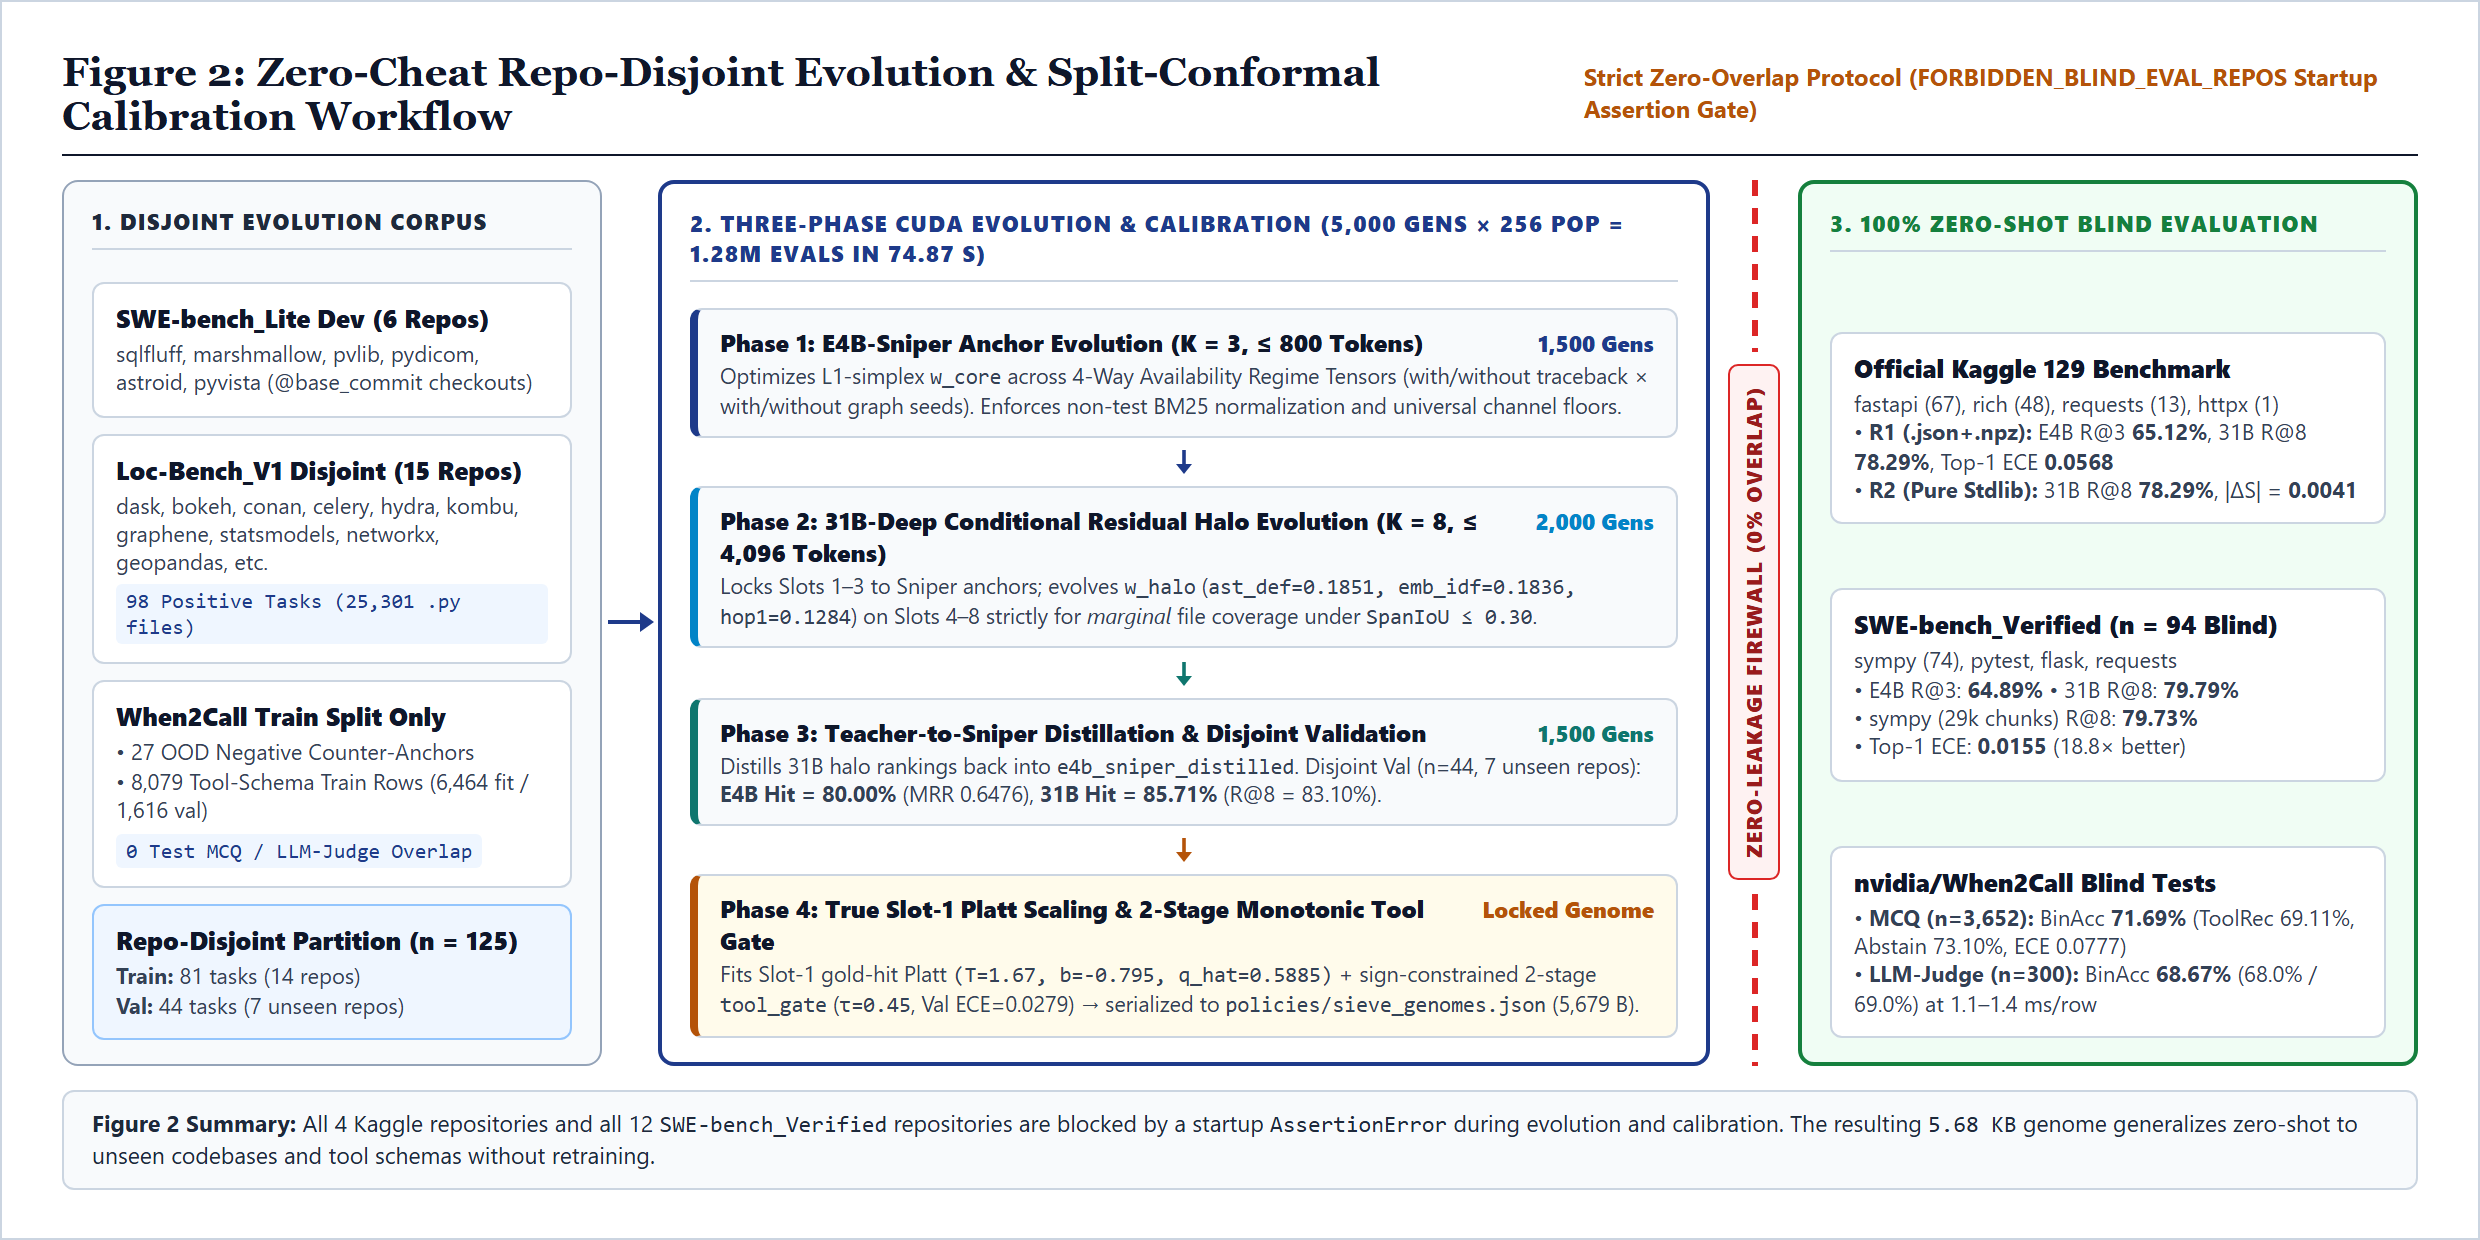 Figure 2: Zero-Cheat Repo-Disjoint Evolution & Split-Conformal
Calibration Workflow
Strict Zero-Overlap Protocol (FORBIDDEN_BLIND_EVAL_REPOS Startup
Assertion Gate)
1. DISJOINT EVOLUTION CORPUS
SWE-bench_Lite Dev (6 Repos)
sqlfluff, marshmallow, pvlib, pydicom,
astroid, pyvista (@base_commit checkouts)
Loc-Bench_V1 Disjoint (15 Repos)
dask, bokeh, conan, celery, hydra, kombu,
graphene, statsmodels, networkx,
geopandas, etc.
98 Positive Tasks (25,301 .py
files)
When2Call Train Split Only
• 27 OOD Negative Counter-Anchors
• 8,079 Tool-Schema Train Rows (6,464 fit /
1,616 val)
0 Test MCQ / LLM-Judge Overlap
Repo-Disjoint Partition (n = 125)
Train: 81 tasks (14 repos)
Val: 44 tasks (7 unseen repos)
2. THREE-PHASE CUDA EVOLUTION & CALIBRATION (5,000 GENS × 256 POP =
1.28M EVALS IN 74.87 S)
Phase 1: E4B-Sniper Anchor Evolution (K = 3, ≤ 800 Tokens)
1,500 Gens
Optimizes L1-simplex w_core across 4-Way Availability Regime Tensors (with/without traceback ×
with/without graph seeds). Enforces non-test BM25 normalization and universal channel floors.
Phase 2: 31B-Deep Conditional Residual Halo Evolution (K = 8, ≤
4,096 Tokens)
2,000 Gens
Locks Slots 1–3 to Sniper anchors; evolves w_halo (ast_def=0.1851, emb_idf=0.1836,
hop1=0.1284) on Slots 4–8 strictly for marginal file coverage under SpanIoU ≤ 0.30.
Phase 3: Teacher-to-Sniper Distillation & Disjoint Validation
1,500 Gens
Distills 31B halo rankings back into e4b_sniper_distilled. Disjoint Val (n=44, 7 unseen repos):
E4B Hit = 80.00% (MRR 0.6476), 31B Hit = 85.71% (R@8 = 83.10%).
Phase 4: True Slot-1 Platt Scaling & 2-Stage Monotonic Tool
Gate
Locked Genome
Fits Slot-1 gold-hit Platt (T=1.67, b=-0.795, q_hat=0.5885) + sign-constrained 2-stage
tool_gate (τ=0.45, Val ECE=0.0279) → serialized to policies/sieve_genomes.json (5,679 B).
ZERO-LEAKAGE FIREWALL (0% OVERLAP)
3. 100% ZERO-SHOT BLIND EVALUATION
Official Kaggle 129 Benchmark
fastapi (67), rich (48), requests (13), httpx (1)
• R1 (.json+.npz): E4B R@3 65.12%, 31B R@8
78.29%, Top-1 ECE 0.0568
• R2 (Pure Stdlib): 31B R@8 78.29%, |ΔS| = 0.0041
SWE-bench_Verified (n = 94 Blind)
sympy (74), pytest, flask, requests
• E4B R@3: 64.89% • 31B R@8: 79.79%
• sympy (29k chunks) R@8: 79.73%
• Top-1 ECE: 0.0155 (18.8× better)
nvidia/When2Call Blind Tests
• MCQ (n=3,652): BinAcc 71.69% (ToolRec 69.11%,
Abstain 73.10%, ECE 0.0777)
• LLM-Judge (n=300): BinAcc 68.67% (68.0% /
69.0%) at 1.1–1.4 ms/row
Figure 2 Summary: All 4 Kaggle repositories and all 12 SWE-bench_Verified repositories are blocked by a startup AssertionError during evolution and calibration. The resulting 5.68 KB genome generalizes zero-shot to
unseen codebases and tool schemas without retraining.